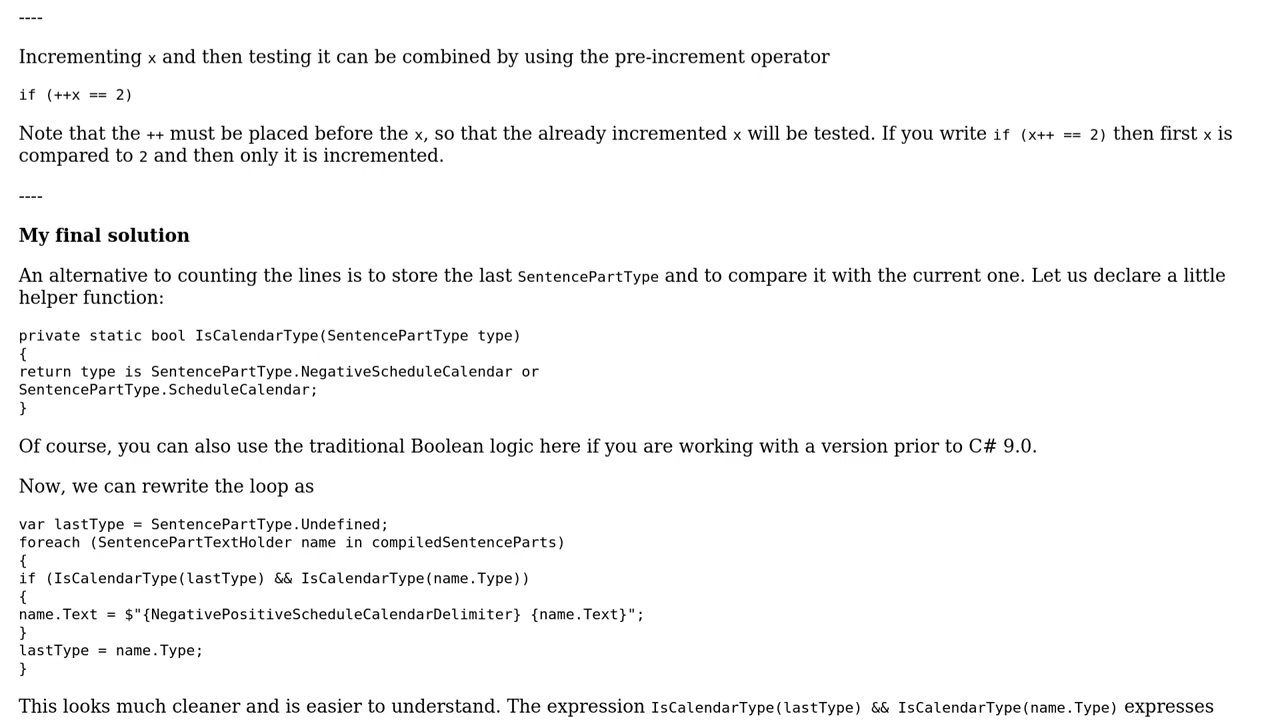 ----
Incrementing x and then testing it can be combined by using the pre-increment operator
if (++x == 2)
Note that the ++ must be placed before the x, so that the already incremented x will be tested. If you write if (x++ == 2) then first x is
compared to 2 and then only it is incremented.
----
My final solution
An alternative to counting the lines is to store the last SentencePartType and to compare it with the current one. Let us declare a little
helper function:
private static bool IsCalendarType(SentencePartType type)
{
return type is SentencePartType.NegativeScheduleCalendar or
SentencePartType.ScheduleCalendar;
}
Of course, you can also use the traditional Boolean logic here if you are working with a version prior to C# 9.0.
Now, we can rewrite the loop as
var lastType = SentencePartType.Undefined;
foreach (SentencePartTextHolder name in compiledSentenceParts)
{
if (IsCalendarType(lastType) && IsCalendarType(name.Type))
{
name.Text = $"{NegativePositiveScheduleCalendarDelimiter} {name.Text}";
}
lastType = name.Type;
}
This looks much cleaner and is easier to understand. The expression IsCalendarType(lastType) && IsCalendarType(name.Type) expresses